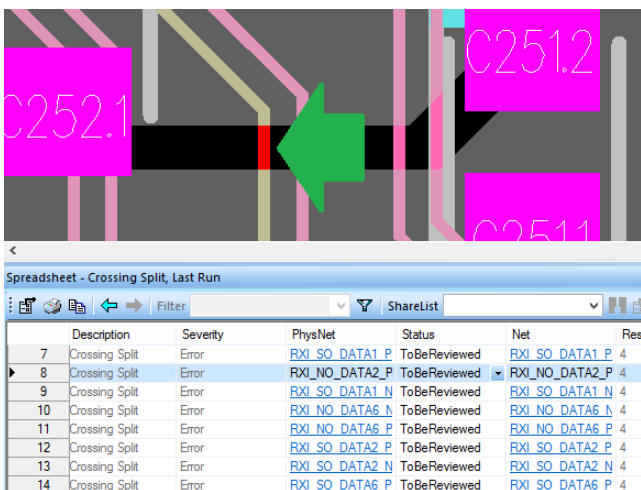 C251.2
C252.1
C251.1
Spreadsheet - Crossing Split, Last Run
Filter ShareList
Description Severity PhysNet Status Net Res
7 Crossing Split Error RXI_SO_DATA1_P ToBeReviewed RXI_SO_DATA1_P 4
8 Crossing Split Error RXI_NO_DATA2_P ToBeReviewed RXI_NO_DATA2_P 4
9 Crossing Split Error RXI_SO_DATA1_N ToBeReviewed RXI_SO_DATA1_N 4
10 Crossing Split Error RXI_NO_DATA6_N ToBeReviewed RXI_NO_DATA6_N 4
11 Crossing Split Error RXI_NO_DATA6_P ToBeReviewed RXI_NO_DATA6_P 4
12 Crossing Split Error RXI_SO_DATA2_P ToBeReviewed RXI_SO_DATA2_P 4
13 Crossing Split Error RXI_SO_DATA2_N ToBeReviewed RXI_SO_DATA2_N 4
14 Crossing Split Error RXI_SO_DATA6_P ToBeReviewed RXI_SO_DATA6_P 4